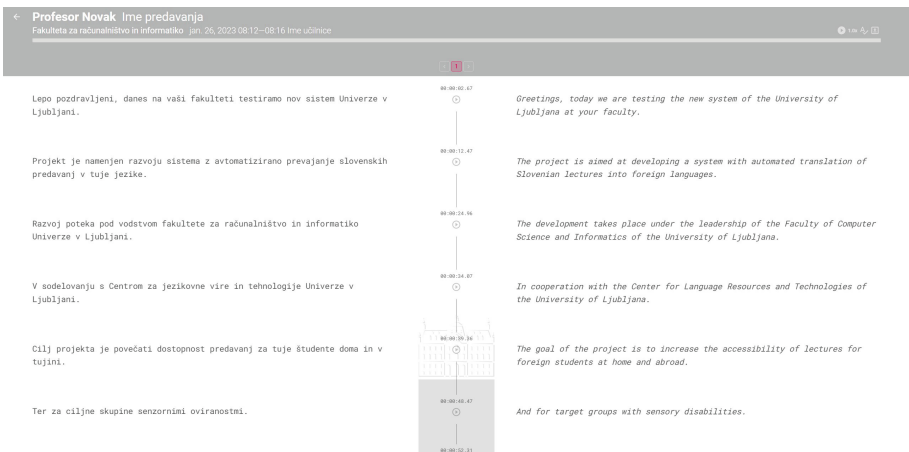 Profesor Novak Ime predavanja
Fakulteta za računalništvo in informatiko jan. 26, 2023 08:12—08:16 Ime učilnice
1
00:00:02.67
Lepo pozdravljeni, danes na vaši fakulteti testiramo nov sistem Univerze v
Ljubljani.
Greetings, today we are testing the new system of the University of
Ljubljana at your faculty.
00:00:12.47
Projekt je namenjen razvoju sistema z avtomatizirano prevajanje slovenskih
predavanj v tuje jezike.
The project is aimed at developing a system with automated translation of
Slovenian lectures into foreign languages.
00:00:24.96
Razvoj poteka pod vodstvom fakultete za računalništvo in informatiko
Univerze v Ljubljani.
The development takes place under the leadership of the Faculty of Computer
Science and Informatics of the University of Ljubljana.
00:00:34.07
V sodelovanju s Centrom za jezikovne vire in tehnologije Univerze v
Ljubljani.
In cooperation with the Center for Language Resources and Technologies of
the University of Ljubljana.
Cilj projekta je povečati dostopnost predavanj za tuje študente doma in v
tujini.
The goal of the project is to increase the accessibility of lectures for
foreign students at home and abroad.
00:00:48.47
Ter za ciljne skupine senzornimi oviranostmi.
And for target groups with sensory disabilities.
00:00:52.31